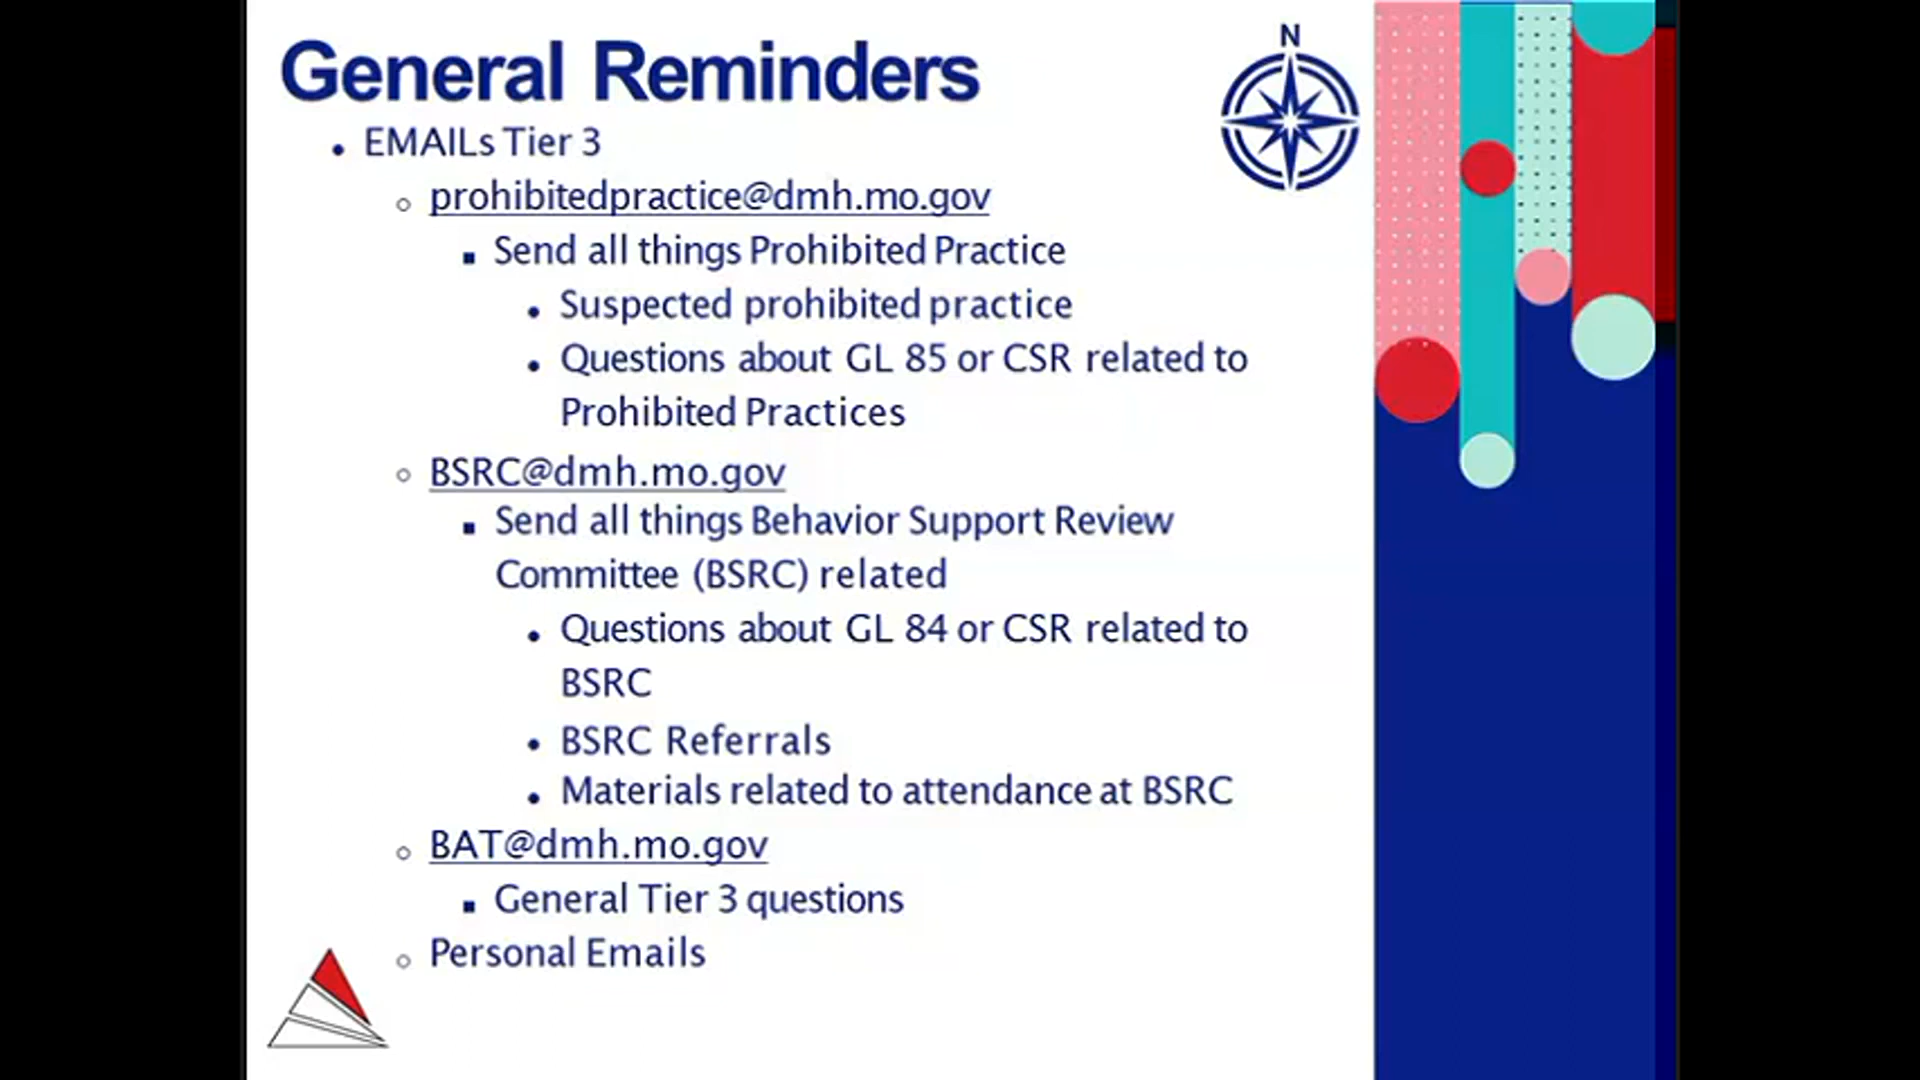 General Reminders
N
EMAILs Tier 3
prohibitedpractice@dmh.mo.gov
Send all things Prohibited Practice
Suspected prohibited practice
Questions about GL 85 or CSR related to
Prohibited Practices
BSRC@dmh.mo.gov
Send all things Behavior Support Review
Committee (BSRC) related
Questions about GL 84 or CSR related to
BSRC
BSRC Referrals
Materials related to attendance at BSRC
BAT@dmh.mo.gov
General Tier 3 questions
Personal Emails